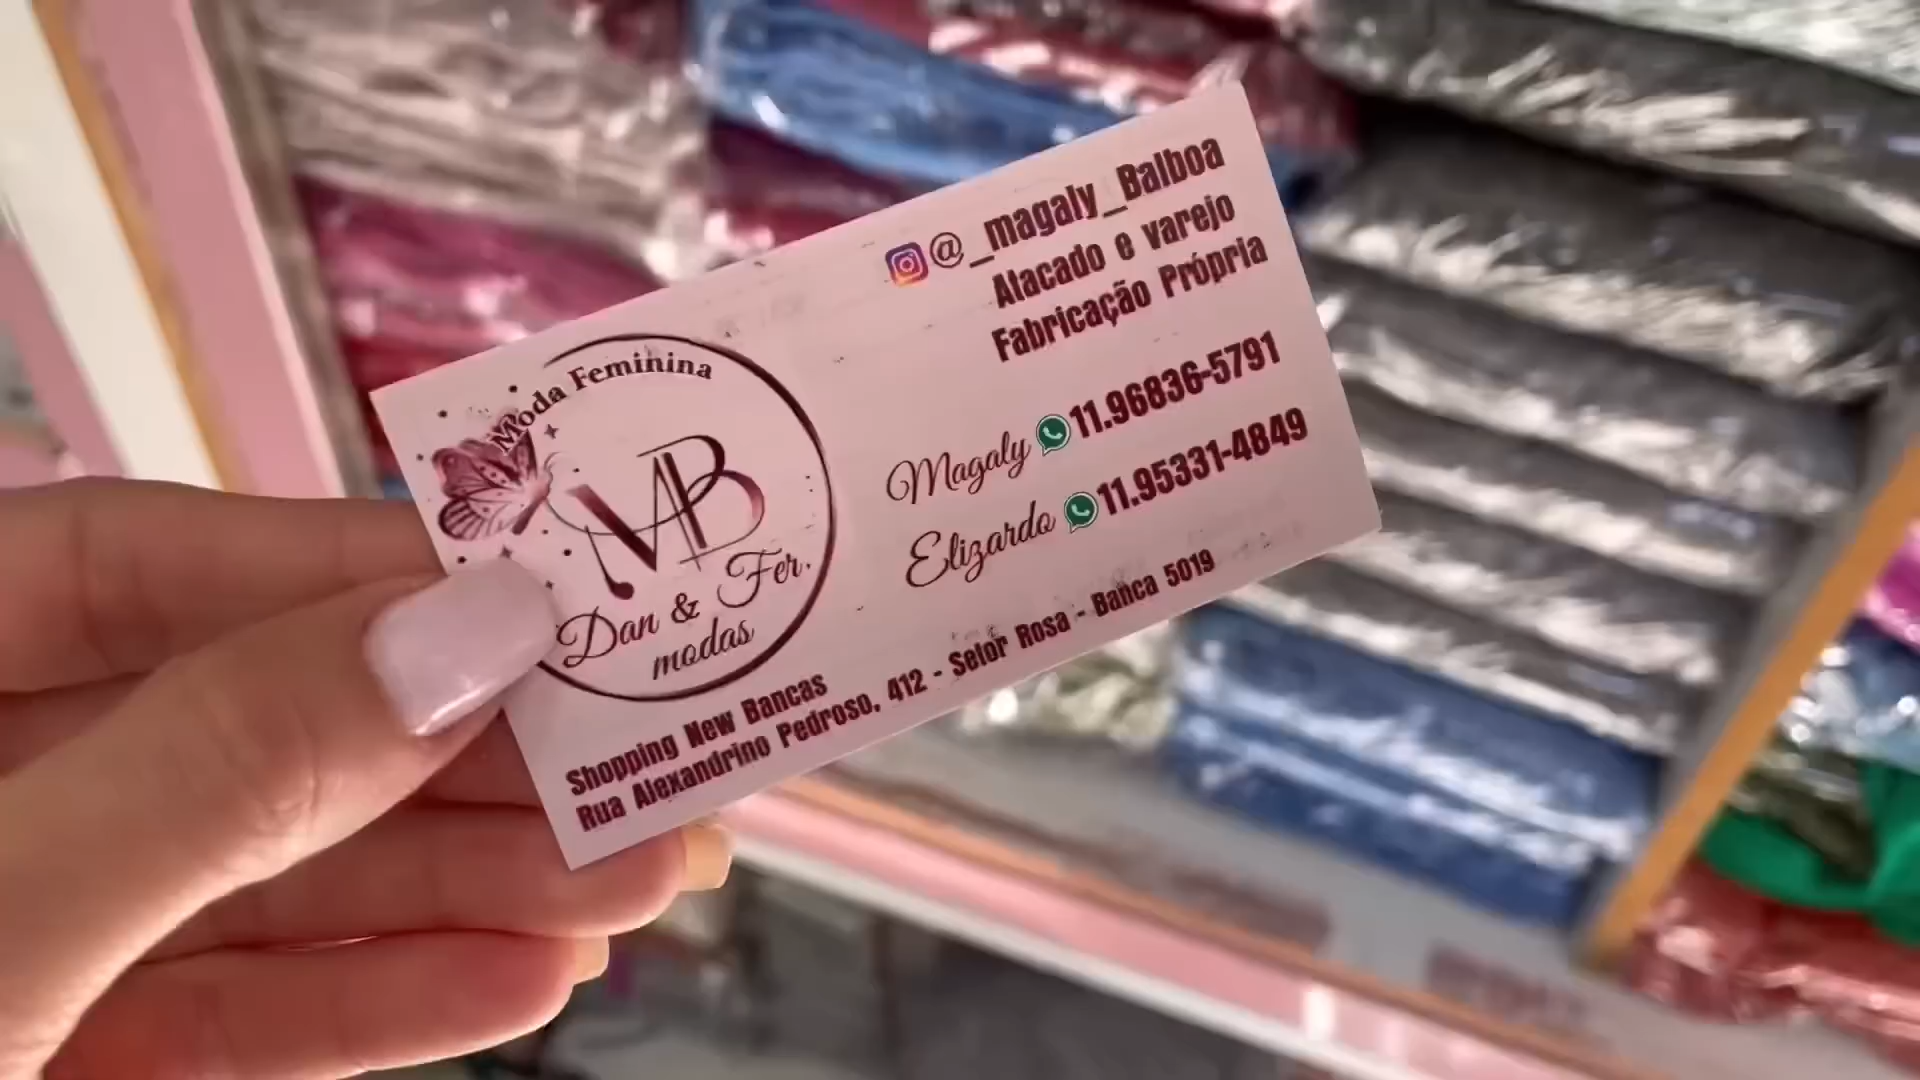 Moda Feminina
MB
Dan & Fer.
modas
@_magaly_Balboa
Atacado e varejo
Fabricação Própria
Magaly 11.96836-5791
Elizardo 11.95331-4849
Shopping New Bancas
Rua Alexandrino Pedroso, 412 - Setor Rosa - Banca 5019